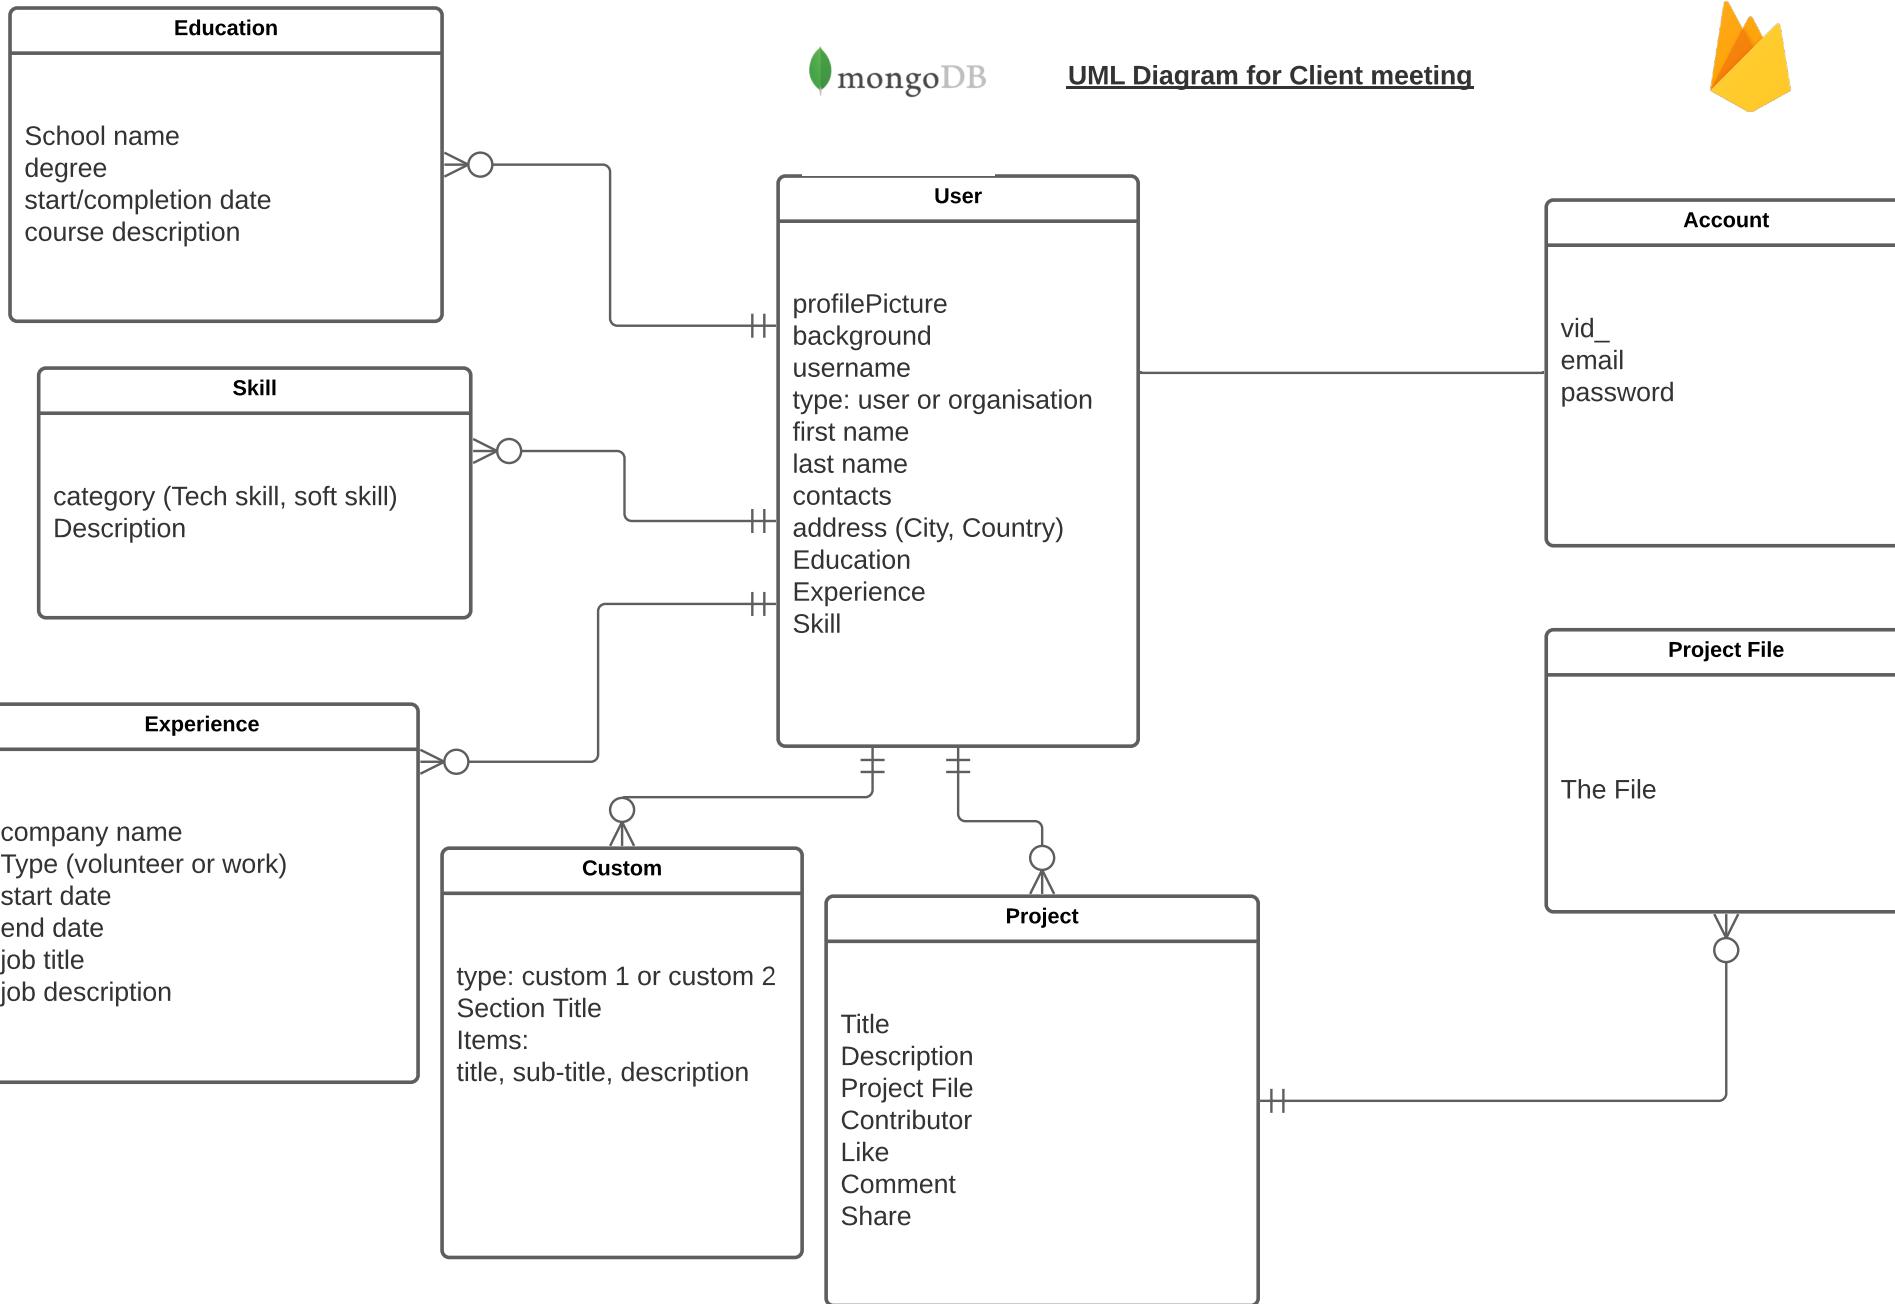 Education
School name
degree
start/completion date
course description
mongoDB
UML Diagram for Client meeting
User
profilePicture
background
username
type: user or organisation
first name
last name
contacts
address (City, Country)
Education
Experience
Skill
Account
vid_
email
password
Skill
category (Tech skill, soft skill)
Description
Project File
The File
Experience
company name
Type (volunteer or work)
start date
end date
job title
job description
Custom
type: custom 1 or custom 2
Section Title
Items:
title, sub-title, description
Project
Title
Description
Project File
Contributor
Like
Comment
Share